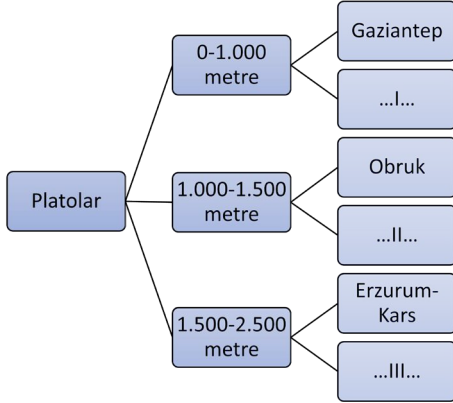 Platolar
0-1.000
metre
Gaziantep
...I...
1.000-1.500
metre
Obruk
...II...
1.500-2.500
metre
Erzurum-
Kars
...III...